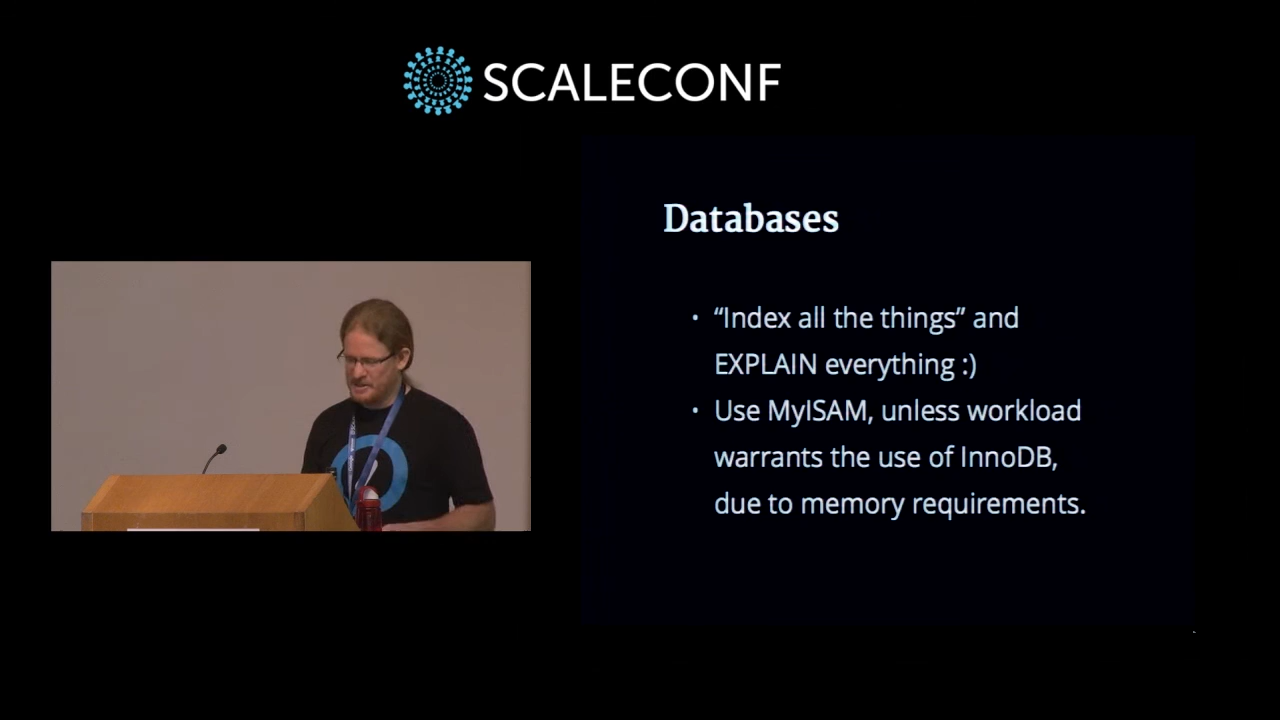 SCALECONF
Databases
• “Index all the things” and
EXPLAIN everything :)
• Use MyISAM, unless workload
warrants the use of InnoDB,
due to memory requirements.